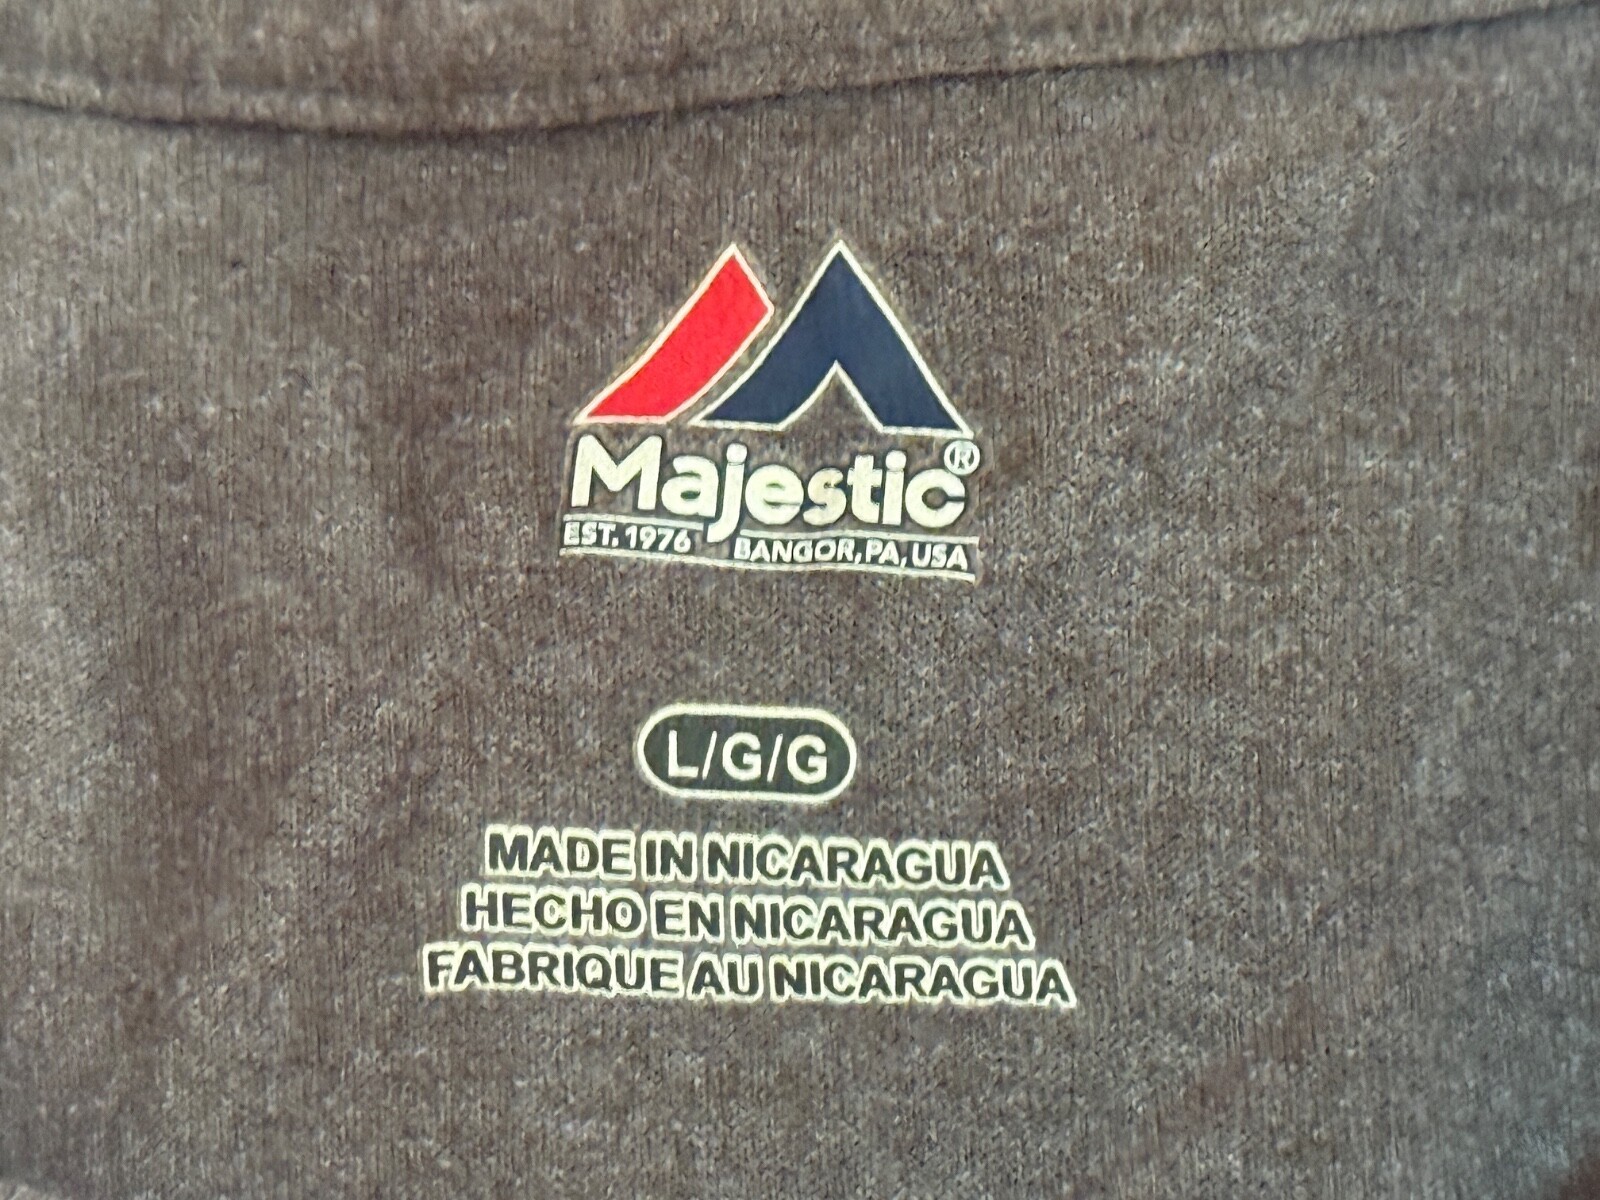 Majestic®
EST. 1976 BANGOR, PA, USA
L/G/G
MADE IN NICARAGUA
HECHO EN NICARAGUA
FABRIQUE AU NICARAGUA